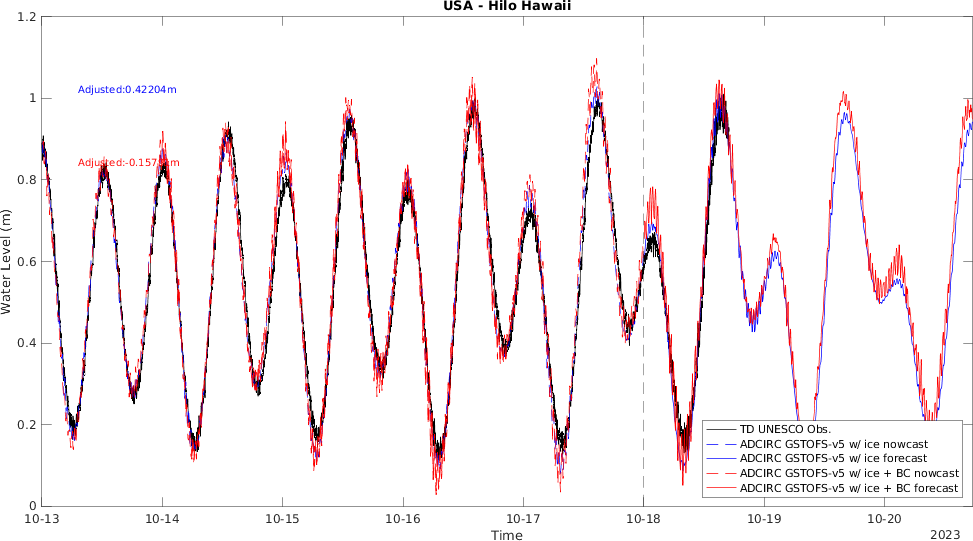 USA - Hilo Hawaii
1.2
1
0.8
0.6
0.4
0.2
0
Water Level (m)
Adjusted:0.42204m
Adjusted:-0.157
10-13
10-14
10-15
10-16
10-17
10-18
10-19
10-20
Time
2023
TD UNESCO Obs.
ADCIRC GSTOFS-v5 w/ ice nowcast
ADCIRC GSTOFS-v5 w/ ice forecast
ADCIRC GSTOFS-v5 w/ ice + BC nowcast
ADCIRC GSTOFS-v5 w/ ice + BC forecast